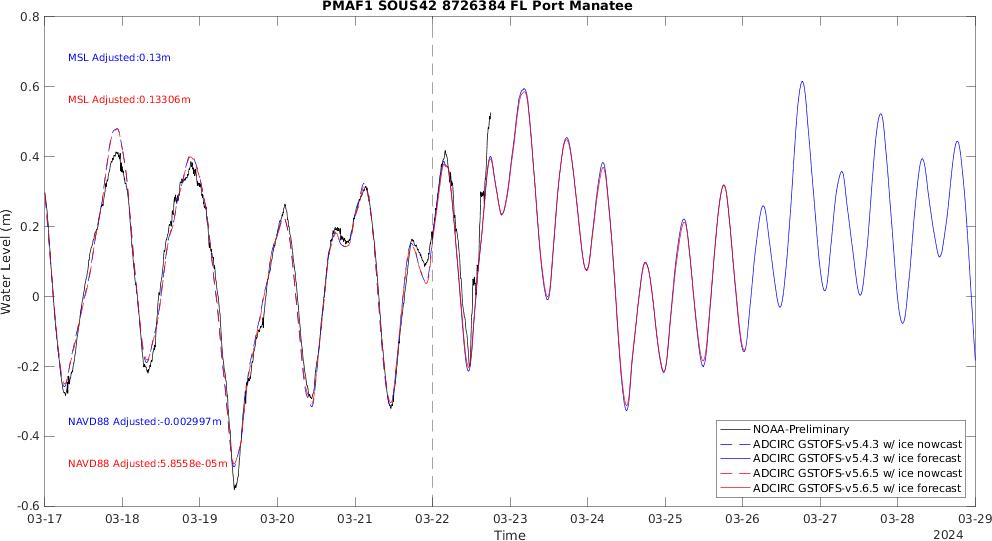 PMAF1 SOUS42 8726384 FL Port Manatee
0.8
0.6
0.4
0.2
0
-0.2
-0.4
-0.6
Water Level (m)
MSL Adjusted:0.13m
MSL Adjusted:0.13306m
NAVD88 Adjusted:-0.002997m
NAVD88 Adjusted:5.8558e-05m
NOAA-Preliminary
ADCIRC GSTOFS-v5.4.3 w/ ice nowcast
ADCIRC GSTOFS-v5.4.3 w/ ice forecast
ADCIRC GSTOFS-v5.6.5 w/ ice nowcast
ADCIRC GSTOFS-v5.6.5 w/ ice forecast
03-17 03-18 03-19 03-20 03-21 03-22 03-23 03-24 03-25 03-26 03-27 03-28 03-29
Time
2024